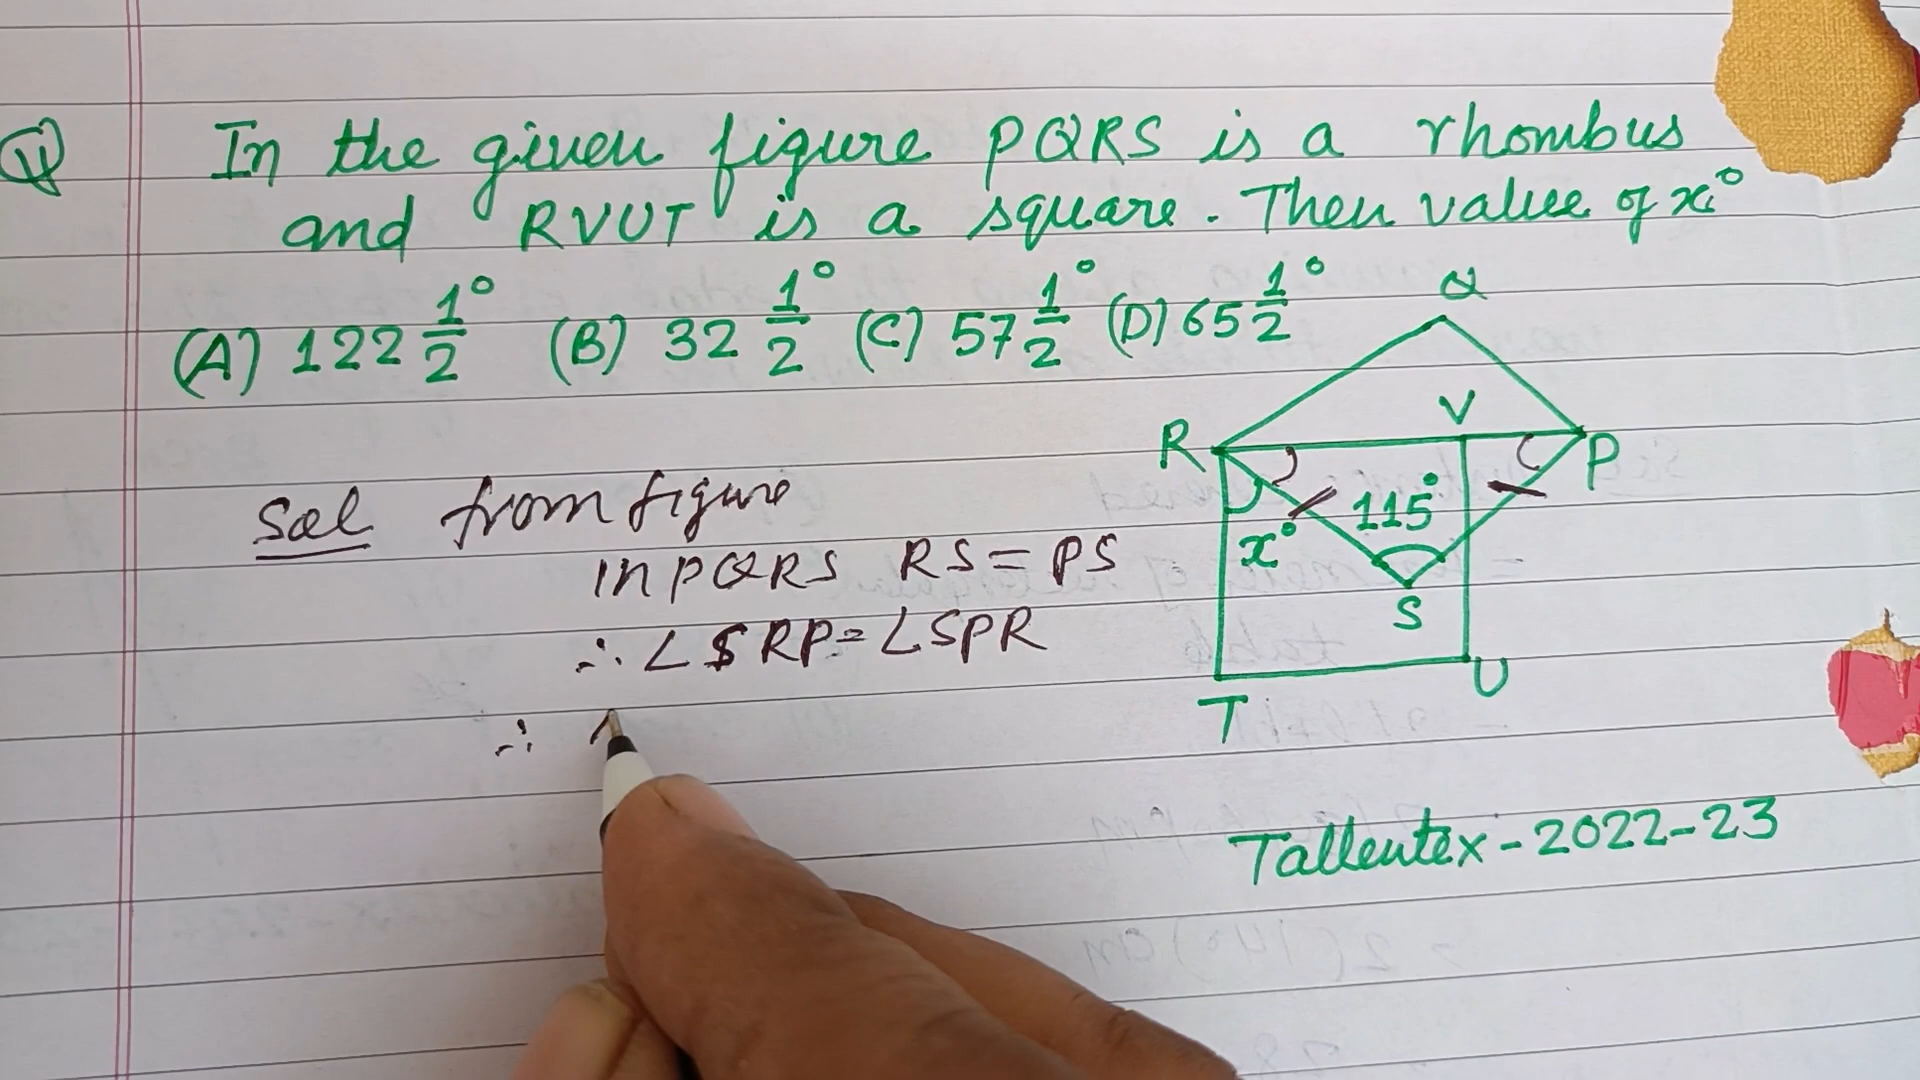 Q In the given figure PQRS is a rhombus
and RVUT is a square. Then value of x°
(A) 122 1/2° (B) 32 1/2° (C) 57 1/2° (D) 65 1/2°
Q
V
R
P
115°
x°
S
U
T
Sol from figure
In PQRS RS = PS
∴ ∠SRP = ∠SPR
∴
Tallentex-2022-23